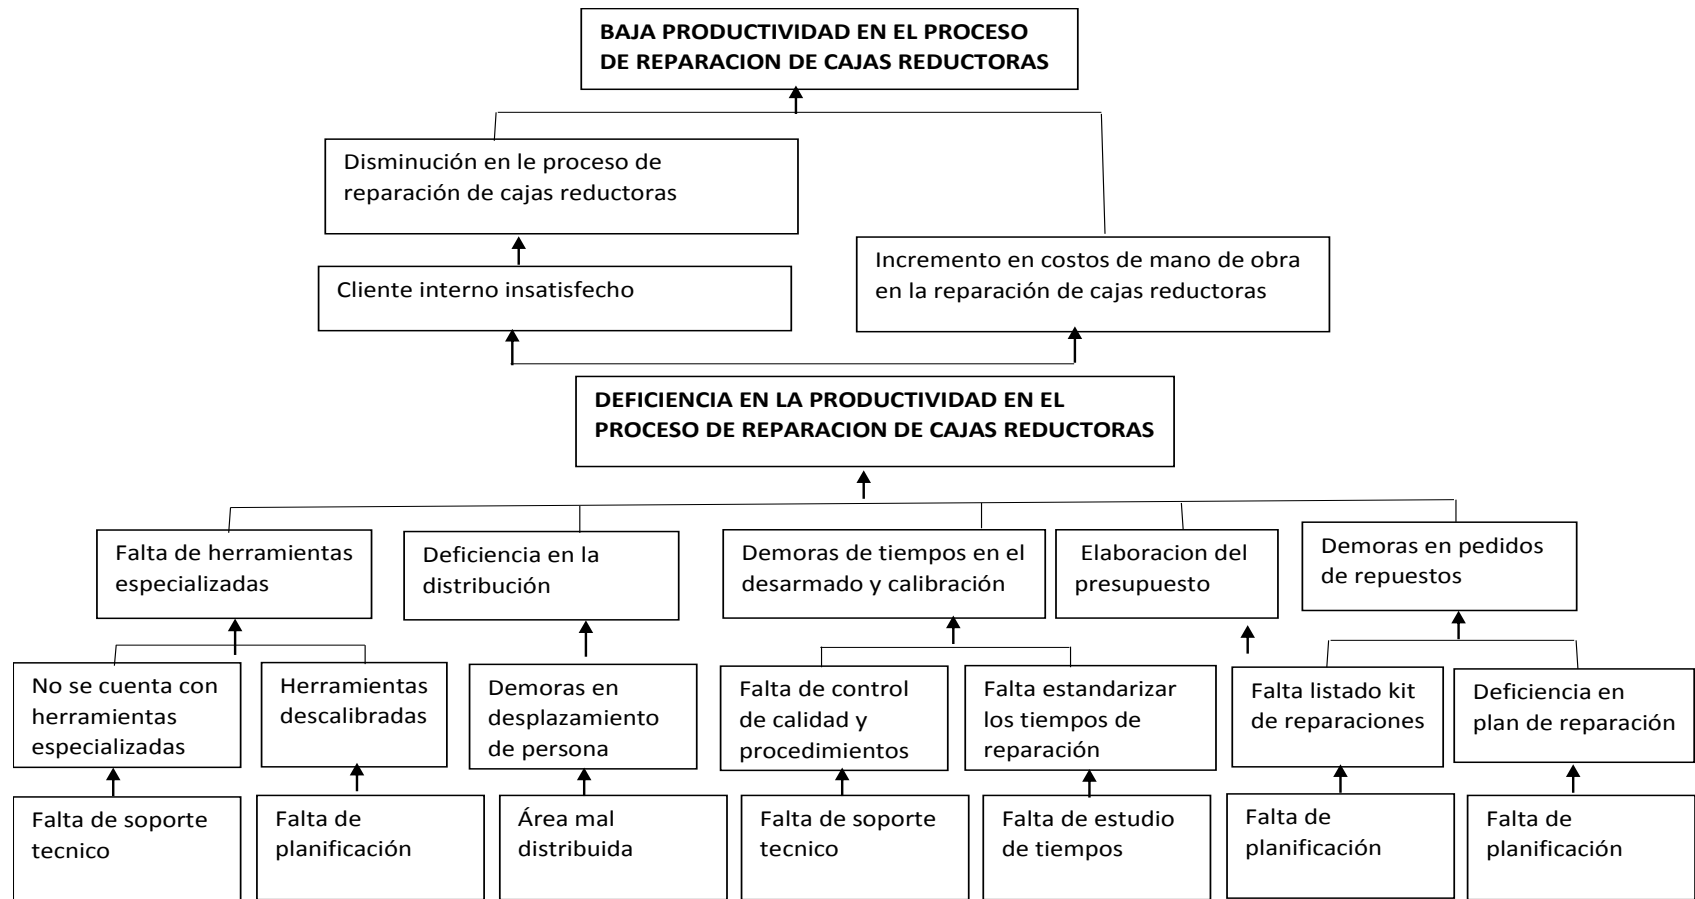 BAJA PRODUCTIVIDAD EN EL PROCESO
DE REPARACION DE CAJAS REDUCTORAS
Disminución en le proceso de
reparación de cajas reductoras
Cliente interno insatisfecho
Incremento en costos de mano de obra
en la reparación de cajas reductoras
DEFICIENCIA EN LA PRODUCTIVIDAD EN EL
PROCESO DE REPARACION DE CAJAS REDUCTORAS
Falta de herramientas
especializadas
Deficiencia en la
distribución
Demoras de tiempos en el
desarmado y calibración
Elaboracion del
presupuesto
Demoras en pedidos
de repuestos
No se cuenta con
herramientas
especializadas
Herramientas
descalibradas
Demoras en
desplazamiento
de persona
Falta de control
de calidad y
procedimientos
Falta estandarizar
los tiempos de
reparación
Falta listado kit
de reparaciones
Deficiencia en
plan de reparación
Falta de soporte
tecnico
Falta de
planificación
Área mal
distribuida
Falta de soporte
tecnico
Falta de estudio
de tiempos
Falta de
planificación
Falta de
planificación